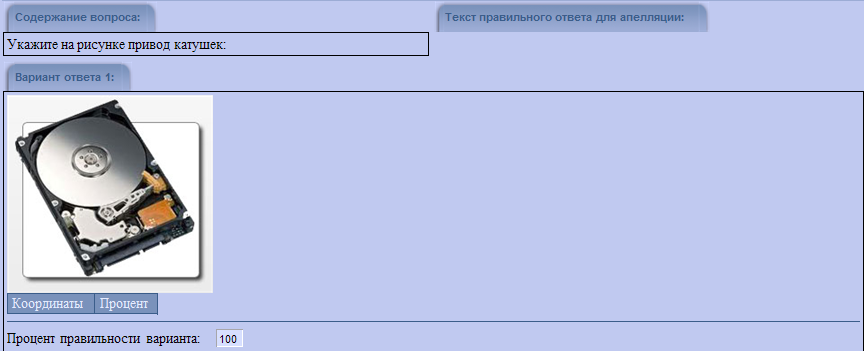 Содержание вопроса:
Текст правильного ответа для апелляции:
Укажите на рисунке привод катушек:
Вариант ответа 1:
Координаты Процент
Процент правильности варианта: 100